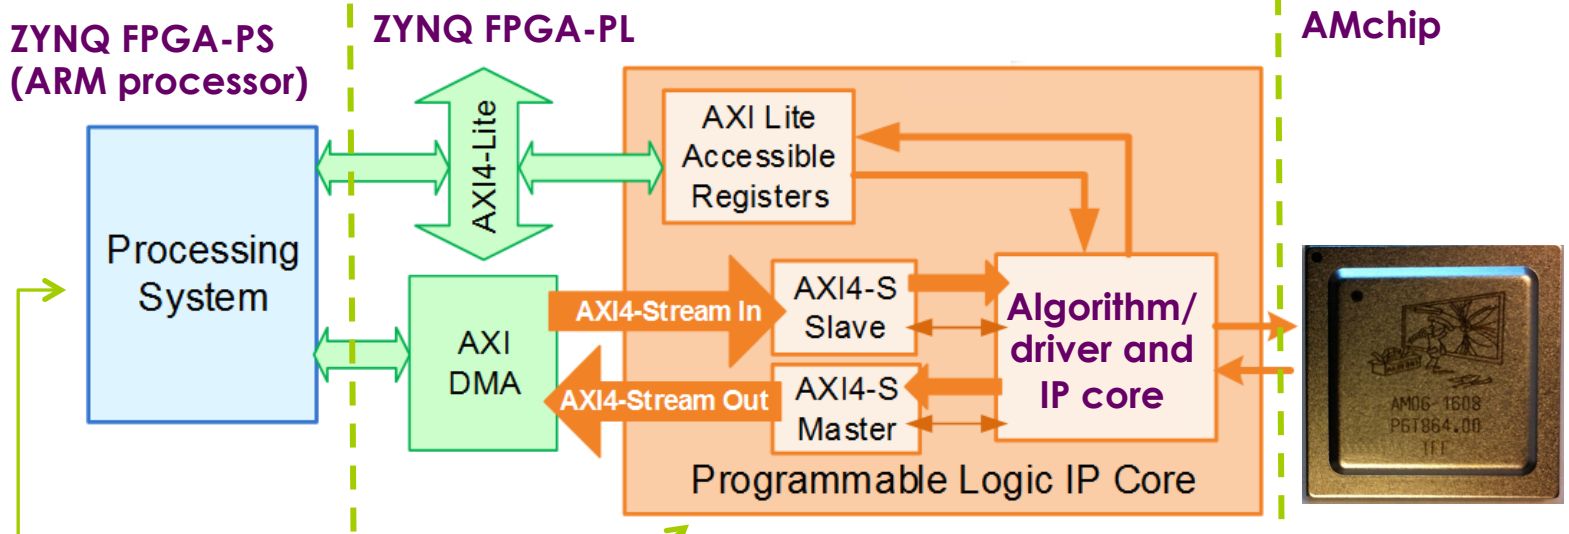 ZYNQ FPGA-PS
(ARM processor)
ZYNQ FPGA-PL
AMchip
Processing
System
AXI4-Lite
AXI Lite
Accessible
Registers
AXI
DMA
AXI4-Stream In
AXI4-Stream Out
AXI4-S
Slave
AXI4-S
Master
Algorithm/
driver and
IP core
Programmable Logic IP Core
AM06-1608
P6T864.00